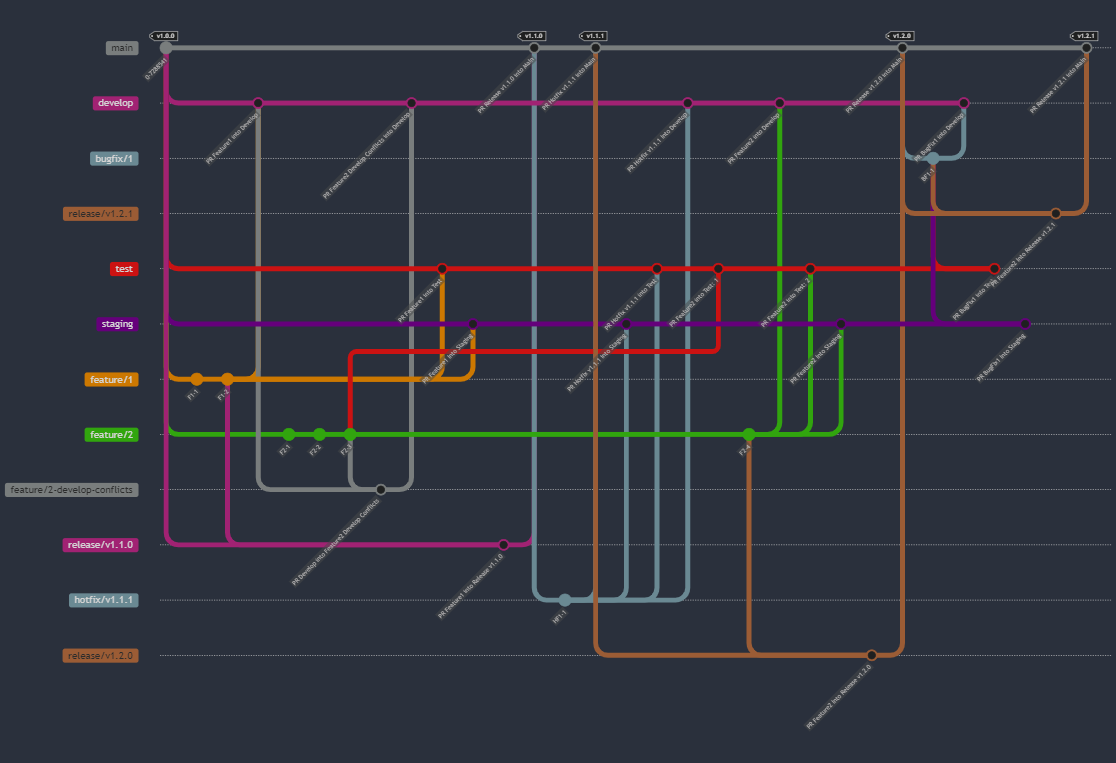 v1.0.0
v1.1.0
v1.1.1
v1.2.0
v1.2.1
main
PR Release v1.1.0 into Main
PR Hotfix v1.1.1 into Main
PR Release v1.2.0 into Main
PR Release v1.2.1 into Main
develop
PR Feature1 into Develop
PR Feature2 Develop Conflicts into Develop
PR Hotfix v1.1.1 into Develop
PR Feature2 into Develop
PR BugFix1 into Develop
bugfix/1
BF1-1
release/v1.2.1
PR Feature2 into Release v1.2.1
test
PR Feature1 into Test
PR Hotfix v1.1.1 into Test
PR Feature2 into Test: 1
PR Feature2 into Test: 2
PR BugFix1 into Test
staging
PR Feature1 into Staging
PR Hotfix v1.1.1 into Staging
PR Feature2 into Staging
PR BugFix1 into Staging
feature/1
F1-1
F1-2
feature/2
F2-1
F2-2
F2-3
F2-4
feature/2-develop-conflicts
PR Develop into Feature2 Develop Conflicts
release/v1.1.0
PR Feature1 into Release v1.1.0
hotfix/v1.1.1
HF1-1
release/v1.2.0
PR Feature2 into Release v1.2.0